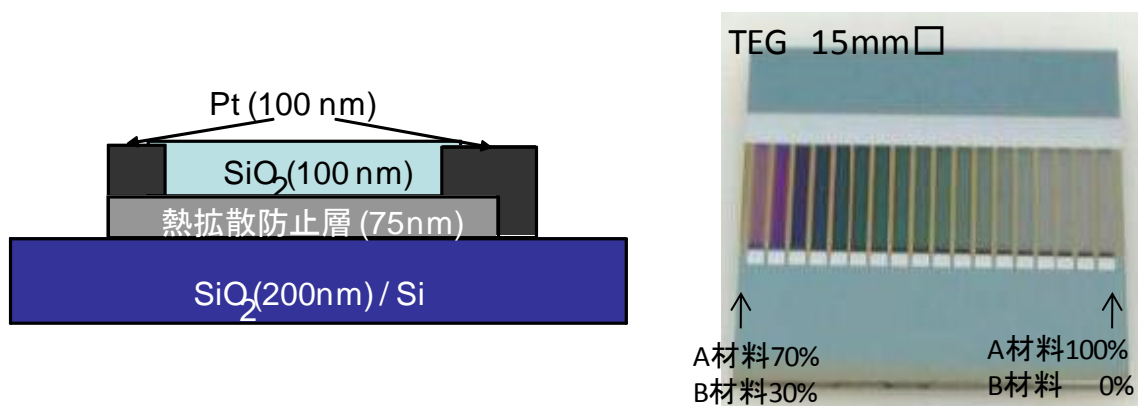 Pt (100 nm)
SiO2(100 nm)
熱拡散防止層 (75nm)
SiO2(200nm) / Si
TEG 15mm□
A材料70%
B材料30%
A材料100%
B材料 0%